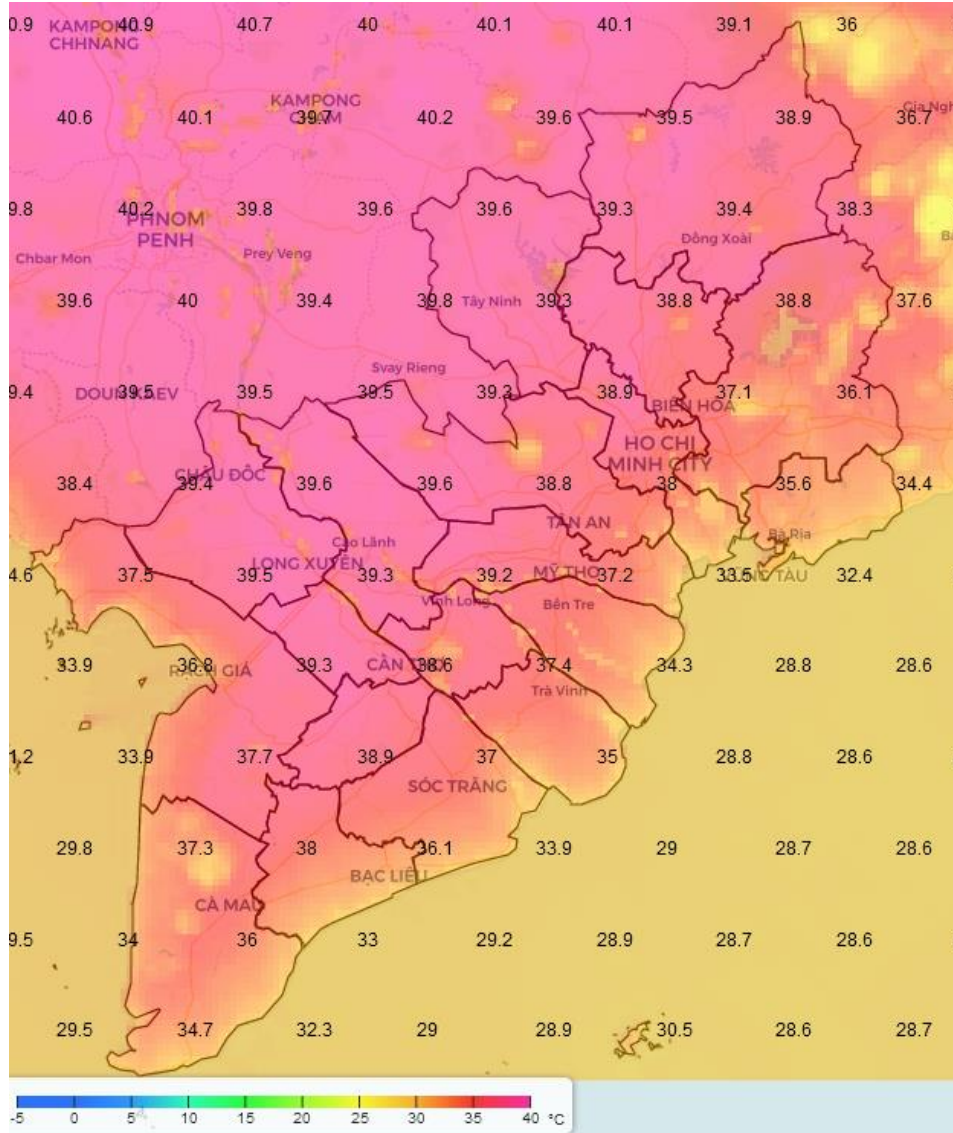 0.9 40.9 40.7 40 40.1 40.1 39.1 36
KAMPONG
CHHNANG
KAMPONG
40.6 40.1 39.7 40.2 39.6 39.5 38.9 36.7
Gia Ngh
9.8 40.2 39.8 39.6 39.6 39.3 39.4 38.3
PHNOM
PENH
Đồng Xoài
Chbar Mon
Prey Veng
39.6 40 39.4 39.8 Tây Ninh 39.3 38.8 38.8 37.6
Svay Rieng
9.4 39.5 39.5 39.5 39.3 38.9 37.1 36.1
BIÊN HÒA
HO CHI
MINH CITY
CHÂU ĐỐC
38.4 39.4 39.6 39.6 38.8 38 35.6 34.4
TÂN AN
Bà Rịa
Cao Lãnh
LONG XUYÊN
4.6 37.5 39.5 39.3 39.2 MỸ THO 37.2 33.5 32.4
Vĩnh Long
Bến Tre
33.9 36.8 39.3 38.6 37.4 34.3 28.8 28.6
RẠCH GIÁ
Trà Vinh
1.2 33.9 37.7 38.9 37 35 28.8 28.6
SÓC TRĂNG
29.8 37.3 38 36.1 33.9 29 28.7 28.6
BẠC LIÊU
CÀ MAU
9.5 34 36 33 29.2 28.9 28.7 28.6
29.5 34.7 32.3 29 28.9 30.5 28.6 28.7
-5 0 5 10 15 20 25 30 35 40 °C